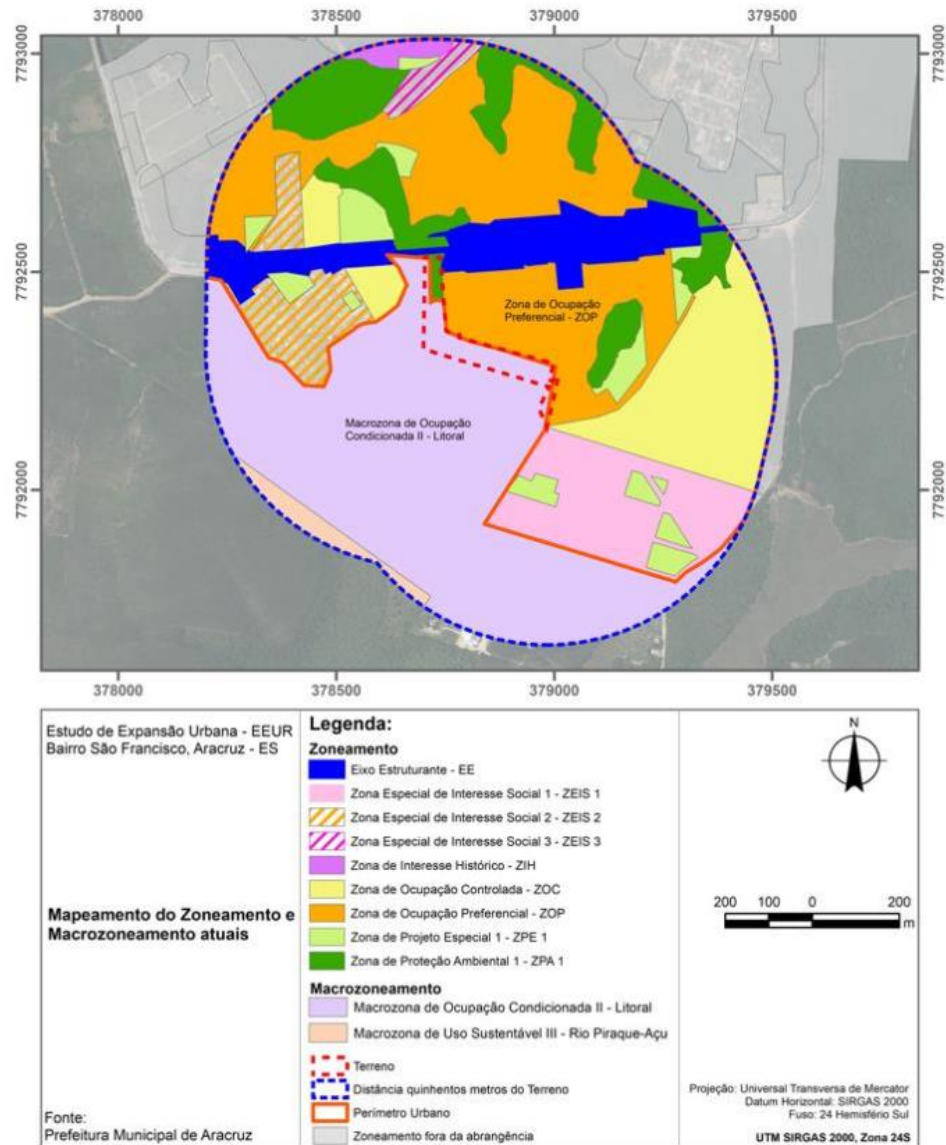 378000
378500
379000
379500
7793000
7793000
7792500
7792500
Zona de Ocupação
Preferencial - ZOP
Macrozona de Ocupação
Condicionada II - Litoral
7792000
7792000
378000
378500
379000
379500
Estudo de Expansão Urbana - EEUR
Bairro São Francisco, Aracruz - ES
Mapeamento do Zoneamento e
Macrozoneamento atuais
Fonte:
Prefeitura Municipal de Aracruz
Legenda:
Zoneamento
Eixo Estruturante - EE
Zona Especial de Interesse Social 1 - ZEIS 1
Zona Especial de Interesse Social 2 - ZEIS 2
Zona Especial de Interesse Social 3 - ZEIS 3
Zona de Interesse Histórico - ZIH
Zona de Ocupação Controlada - ZOC
Zona de Ocupação Preferencial - ZOP
Zona de Projeto Especial 1 - ZPE 1
Zona de Proteção Ambiental 1 - ZPA 1
Macrozoneamento
Macrozona de Ocupação Condicionada II - Litoral
Macrozona de Uso Sustentável III - Rio Piraque-Açu
Terreno
Distância quinhentos metros do Terreno
Perímetro Urbano
Zoneamento fora da abrangência
N
200 100 0 200
m
Projeção: Universal Transversa de Mercator
Datum Horizontal: SIRGAS 2000
Fuso: 24 Hemisfério Sul
UTM SIRGAS 2000, Zona 24S